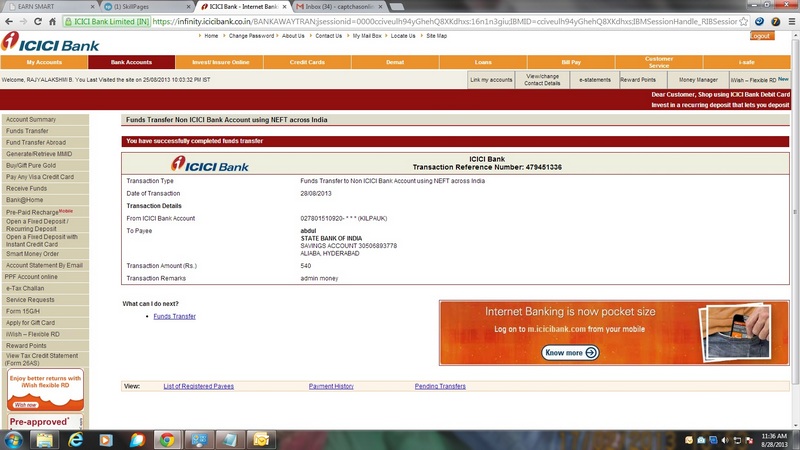 EARN SMART
(1) SkillPages
ICICI Bank - Internet Ban
Inbox (34) - captchasonlin
ICICI Bank Limited [IN]
https://infinity.icicibank.co.in/BANKAWAYTRAN;jsessionid=
ICICI Bank
Home
Change Password
About Us
Contact Us
My Mail Box
Locate Us
Site Map
Logout
My Accounts
Bank Accounts
Invest/ Insure Online
Credit Cards
Demat
Loans
Bill Pay
Customer Service
i-safe
Welcome, RAJYALAKSHMI B. You Last Visited the site on 25/08/2013 10:03:32 PM IST
Link my accounts
View/change Contact Details
e-statements
Reward Points
Money Manager
iWish – Flexible RD New
Dear Customer, Shop using ICICI Bank Debit Card
Invest in a recurring deposit that lets you deposit
Account Summary
Funds Transfer
Fund Transfer Abroad
Generate/Retrieve MMID
Buy/Gift Pure Gold
Pay Any Visa Credit Card
Receive Funds
Bank@Home
Pre-Paid Recharge Mobile
Open a Fixed Deposit /
Recurring Deposit
Open a Fixed Deposit with
Instant Credit Card
Smart Money Order
Account Statement By Email
PPF Account online
e-Tax Challan
Service Requests
Form 15G/H
Apply for Gift Card
iWish – Flexible RD
Reward Points
View Tax Credit Statement
(Form 26AS)
Enjoy better returns with
iWish flexible RD
Wish now
Pre-approved
Funds Transfer Non ICICI Bank Account using NEFT across India
You have successfully completed funds transfer
ICICI Bank
ICICI Bank
Transaction Reference Number: 479451336
Transaction Type
Funds Transfer to Non ICICI Bank Account using NEFT across India
Date of Transaction
28/08/2013
Transaction Details
From ICICI Bank Account
027801510920- * * * (KILPAUK)
To Payee
abdul
STATE BANK OF INDIA
SAVINGS ACCOUNT 30506893778
ALIABA, HYDERABAD
Transaction Amount (Rs.)
540
Transaction Remarks
admin money
What can I do next?
Funds Transfer
Internet Banking is now pocket size
Log on to m.icicibank.com from your mobile
Know more
View:
List of Registered Payees
Payment History
Pending Transfers
11:36 AM
8/28/2013